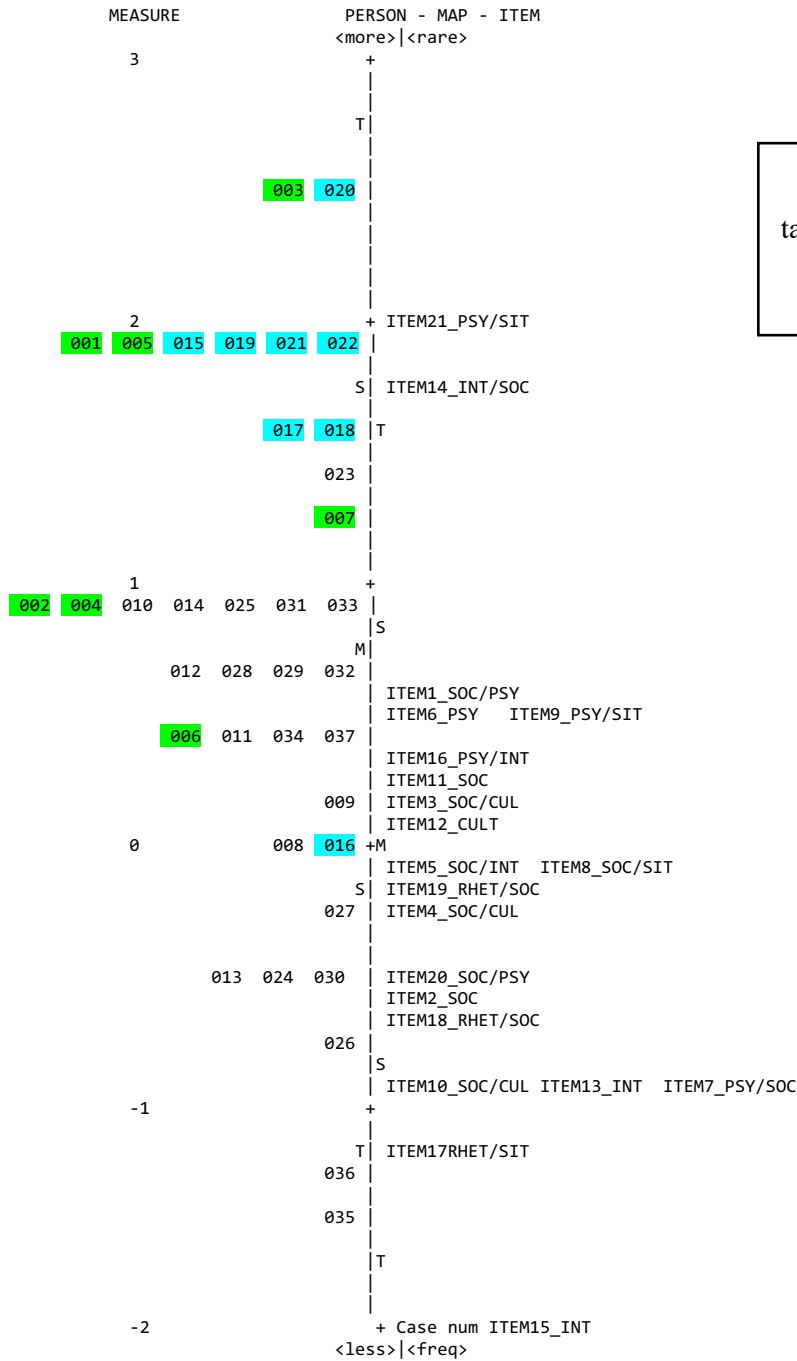 MEASURE PERSON - MAP - ITEM
<more>|<rare>
3 +
|
|
T|
|
|
003 020 |
|
|
|
|
|
2 + ITEM21_PSY/SIT
001 005 015 019 021 022 |
|
S| ITEM14_INT/SOC
|
017 018 |T
|
023 |
|
007 |
|
|
1 +
002 004 010 014 025 031 033 |
|S
M|
012 028 029 032 |
| ITEM1_SOC/PSY
| ITEM6_PSY ITEM9_PSY/SIT
006 011 034 037 |
| ITEM16_PSY/INT
| ITEM11_SOC
009 | ITEM3_SOC/CUL
| ITEM12_CULT
0 008 016 +M
| ITEM5_SOC/INT ITEM8_SOC/SIT
S| ITEM19_RHET/SOC
027 | ITEM4_SOC/CUL
|
|
013 024 030 | ITEM20_SOC/PSY
| ITEM2_SOC
| ITEM18_RHET/SOC
026 |
|S
| ITEM10_SOC/CUL ITEM13_INT ITEM7_PSY/SOC
-1 +
|
T| ITEM17RHET/SIT
036 |
|
035 |
|
|T
|
|
-2 + Case num ITEM15_INT
<less>|<freq>
ta